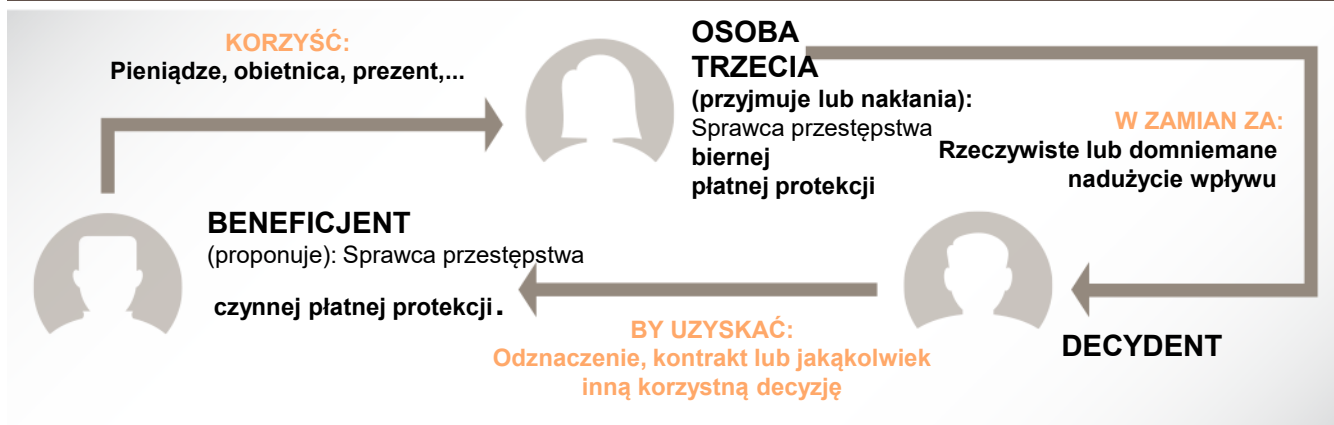 KORZYŚĆ:
Pieniądze, obietnica, prezent,...
OSOBA
TRZECIA
(przyjmuje lub nakłania):
Sprawca przestępstwa
biernej
płatnej protekcji
W ZAMIAN ZA:
Rzeczywiste lub domniemane
nadużycie wpływu
BENEFICJENT
(proponuje): Sprawca przestępstwa
czynnej płatnej protekcji.
BY UZYSKAĆ:
Odznaczenie, kontrakt lub jakąkolwiek
inną korzystną decyzję
DECYDENT